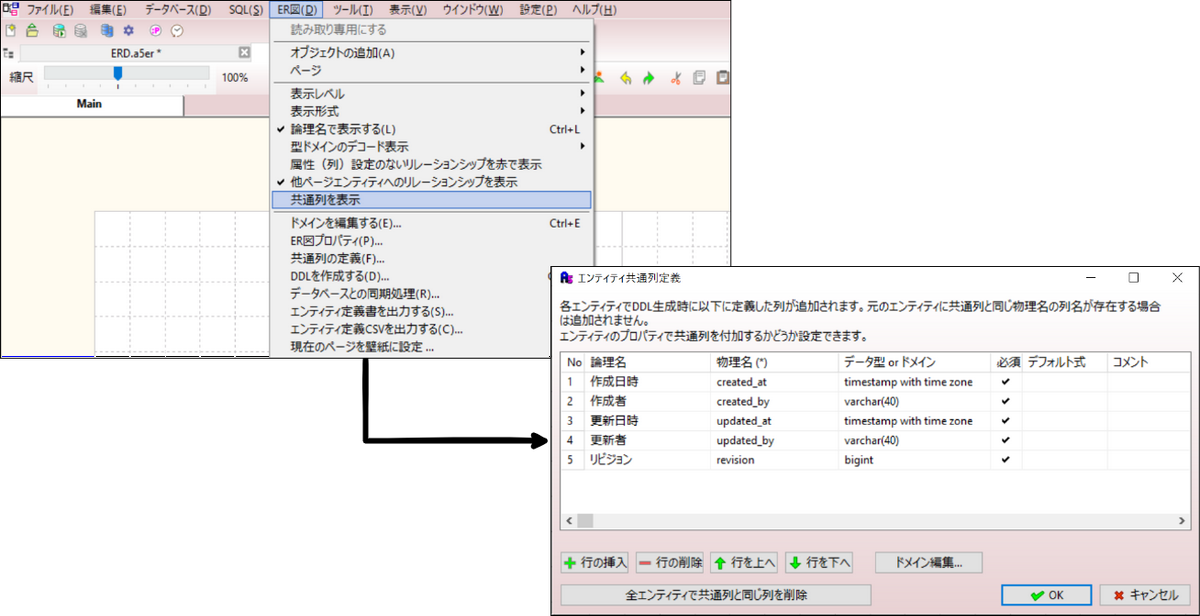 ファイル(F) 編集(E) データベース(D) SQL(S) ER図(D) ツール(T) 表示(V) ウインドウ(W) 設定(P) ヘルプ(H)
ERD.a5er *
縮尺 100%
Main
読み取り専用にする
オブジェクトの追加(A)
ページ
表示レベル
表示形式
論理名で表示する(L) Ctrl+L
型ドメインのデコード表示
属性（列）設定のないリレーションシップを赤で表示
他ページエンティティへのリレーションシップを表示
共通列を表示
ドメインを編集する(E)... Ctrl+E
ER図プロパティ(P)...
共通列の定義(F)...
DDLを作成する(D)...
データベースとの同期処理(R)...
エンティティ定義書を出力する(S)...
エンティティ定義CSVを出力する(C)...
現在のページを壁紙に設定 ...
エンティティ共通列定義
各エンティティでDDL生成時に以下に定義した列が追加されます。元のエンティティに共通列と同じ物理名の列名が存在する場合
は追加されません。
エンティティのプロパティで共通列を付加するかどうか設定できます。
No 論理名 物理名 (*) データ型 or ドメイン 必須 デフォルト式 コメント
1 作成日時 created_at timestamp with time zone ✔
2 作成者 created_by varchar(40) ✔
3 更新日時 updated_at timestamp with time zone ✔
4 更新者 updated_by varchar(40) ✔
5 リビジョン revision bigint ✔
行の挿入 行の削除 行を上へ 行を下へ ドメイン編集...
全エンティティで共通列と同じ列を削除 OK キャンセル